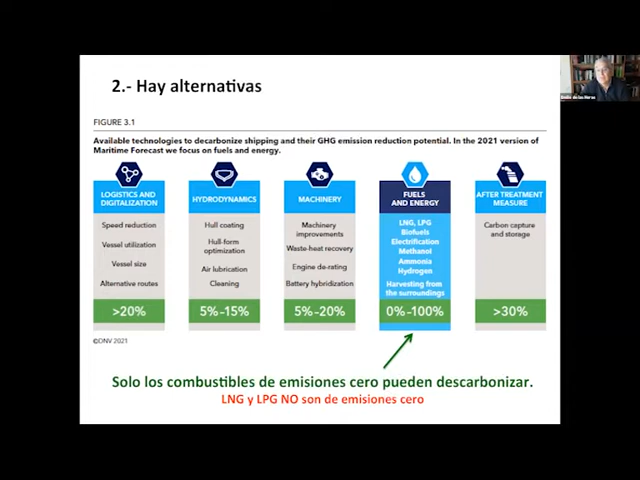 2.- Hay alternativas
FIGURE 3.1
Available technologies to decarbonize shipping and their GHG emission reduction potential. In the 2021 version of
Maritime Forecast we focus on fuels and energy.
LOGISTICS AND
DIGITALIZATION
Speed reduction
Vessel utilization
Vessel size
Alternative routes
>20%
HYDRODYNAMICS
Hull coating
Hull-form
optimization
Air lubrication
Cleaning
5%-15%
MACHINERY
Machinery
improvements
Waste-heat recovery
Engine de-rating
Battery hybridization
5%-20%
FUELS
AND ENERGY
LNG, LPG
Biofuels
Electrification
Methanol
Ammonia
Hydrogen
Harvesting from
the surroundings
0%-100%
AFTER TREATMENT
MEASURE
Carbon capture
and storage
>30%
©DNV 2021
Solo los combustibles de emisiones cero pueden descarbonizar.
LNG y LPG NO son de emisiones cero